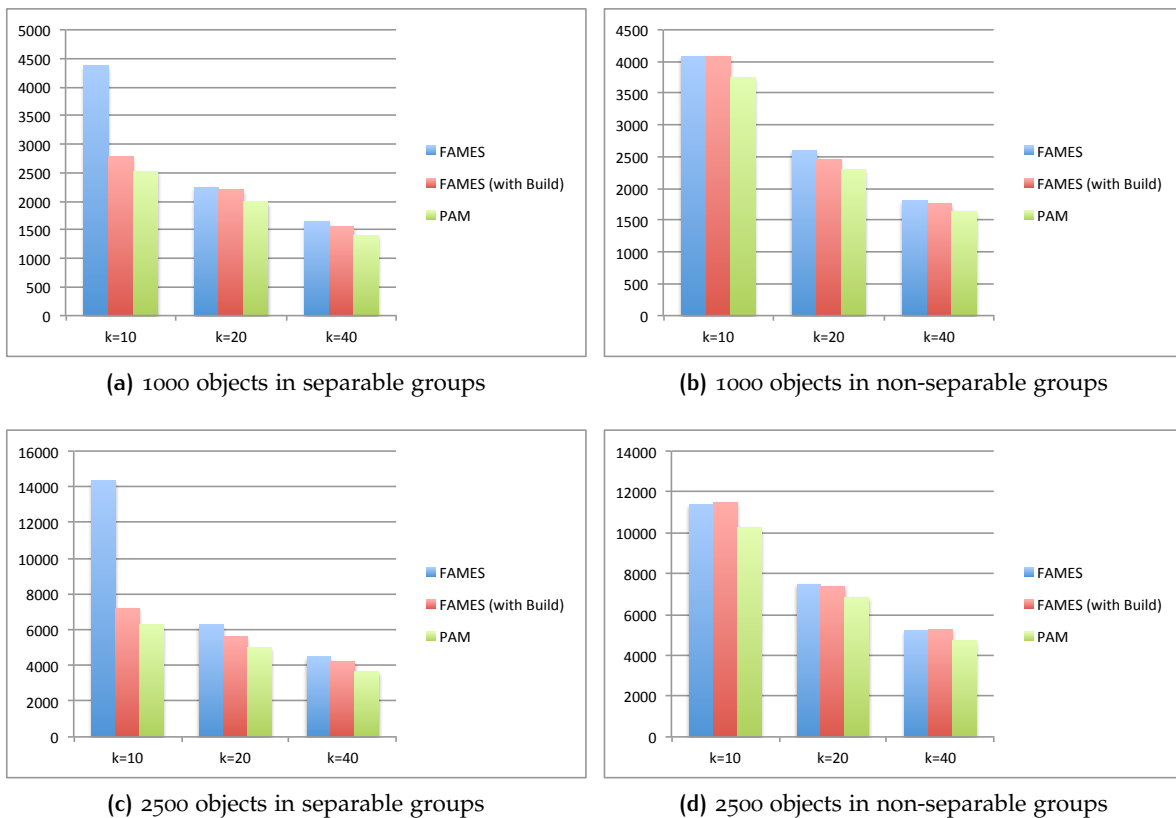 5000
4500
4000
3500
3000
2500
2000
1500
1000
500
0
k=10 k=20 k=40
FAMES
FAMES (with Build)
PAM
(a) 1000 objects in separable groups
4500
4000
3500
3000
2500
2000
1500
1000
500
0
k=10 k=20 k=40
FAMES
FAMES (with Build)
PAM
(b) 1000 objects in non-separable groups
16000
14000
12000
10000
8000
6000
4000
2000
0
k=10 k=20 k=40
FAMES
FAMES (with Build)
PAM
(c) 2500 objects in separable groups
14000
12000
10000
8000
6000
4000
2000
0
k=10 k=20 k=40
FAMES
FAMES (with Build)
PAM
(d) 2500 objects in non-separable groups